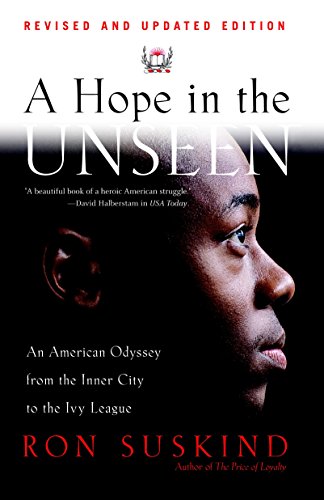 REVISED AND UPDATED EDITION
A Hope in the
UNSEEN
"A beautiful book of a heroic American struggle."
—David Halberstam in USA Today.
An American Odyssey
from the Inner City
to the Ivy League
RON SUSKIND
Author of The Price of Loyalty